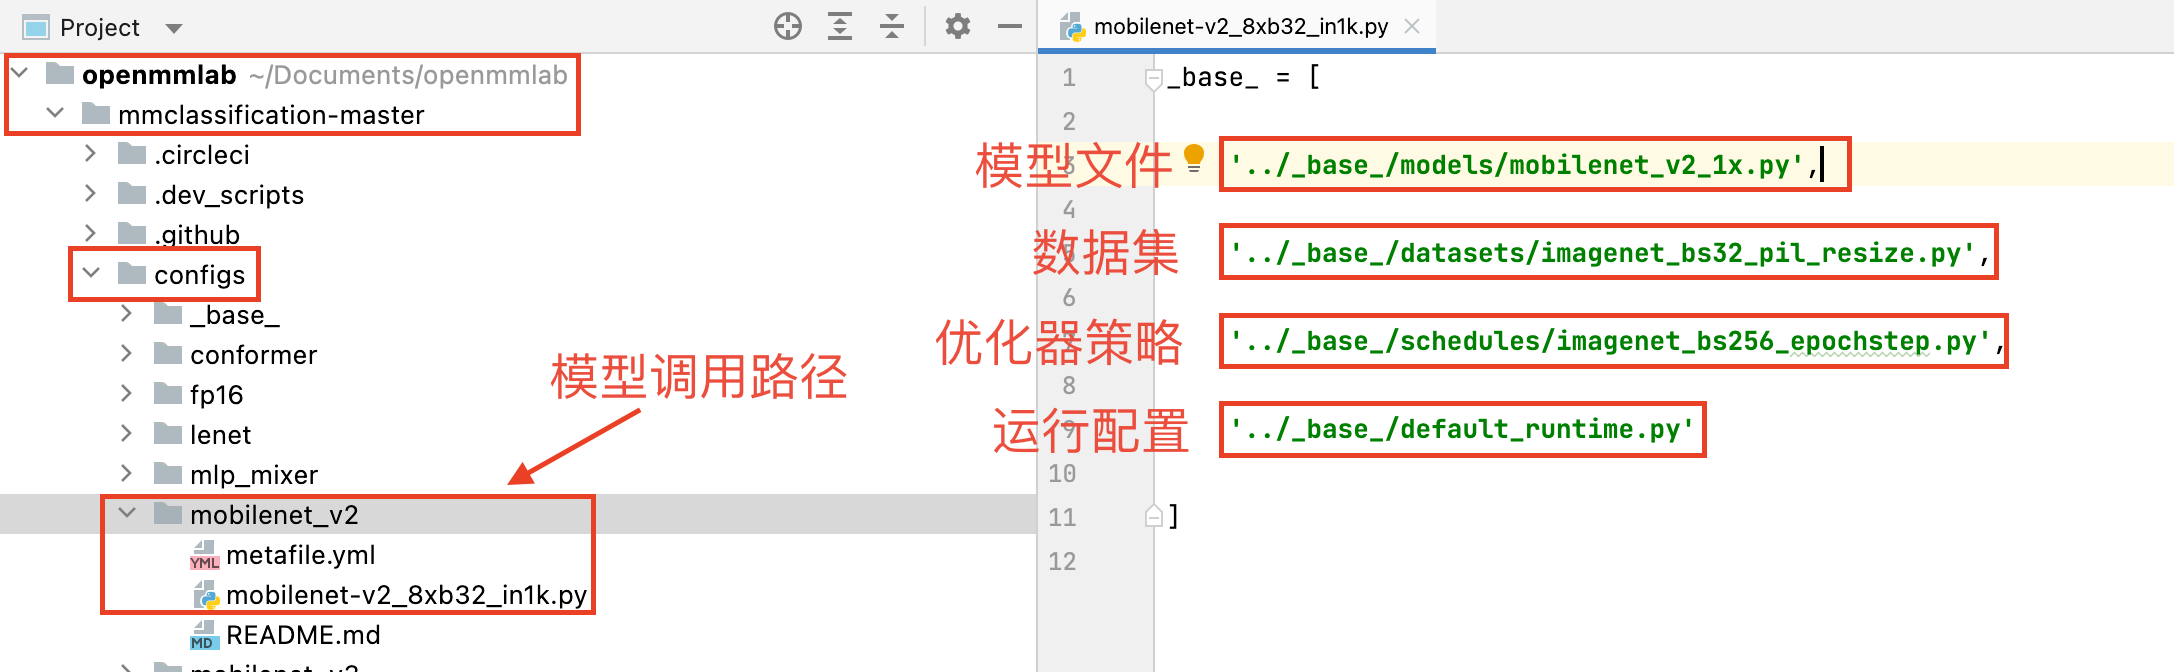 Project
openmmlab ~/Documents/openmmlab
mmclassification-master
.circleci
.dev_scripts
.github
configs
_base_
conformer
fp16
lenet
mlp_mixer
模型调用路径
mobilenet_v2
YML metafile.yml
mobilenet-v2_8xb32_in1k.py
MD README.md
mobilenet-v2_8xb32_in1k.py
1 _base_ = [
2
模型文件 3 '../_base_/models/mobilenet_v2_1x.py',
4
数据集 5 '../_base_/datasets/imagenet_bs32_pil_resize.py',
6
优化器策略 7 '../_base_/schedules/imagenet_bs256_epochstep.py',
8
运行配置 9 '../_base_/default_runtime.py'
10
11 ]
12